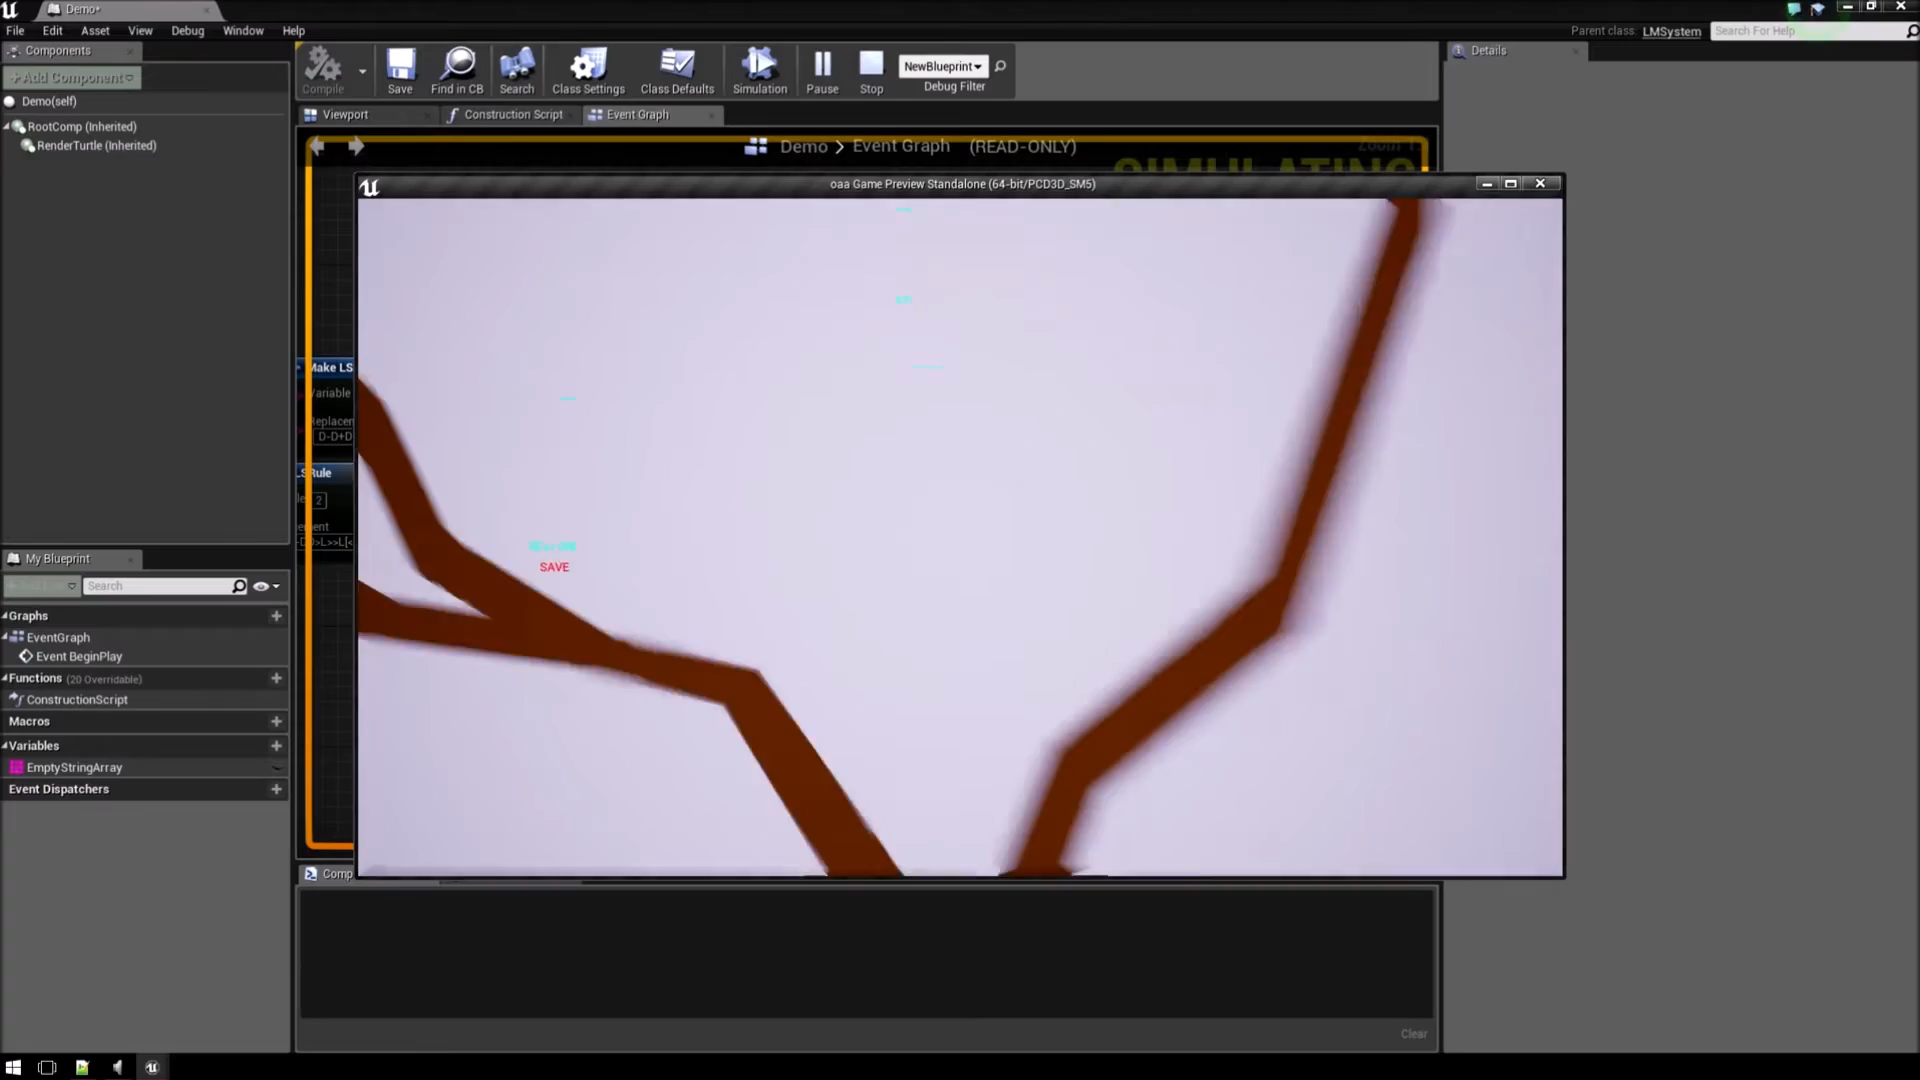 Demo*
File Edit Asset View Debug Window Help
Parent class: LMSystem Search For Help
Components
+Add Component
Demo(self)
RootComp (Inherited)
RenderTurtle (Inherited)
Compile Save Find in CB Search Class Settings Class Defaults Simulation Pause Stop
NewBlueprint
Debug Filter
Details
Viewport Construction Script Event Graph
Demo > Event Graph (READ-ONLY)
SIMULATING
oaa Game Preview Standalone (64-bit/PCD3D_SM5)
Make LS
Variable
Replacem
D-D+D
LSRule
2
ement
SAVE
My Blueprint
Search
Graphs
EventGraph
Event BeginPlay
Functions (20 Overridable)
ConstructionScript
Macros
Variables
EmptyStringArray
Event Dispatchers
Comp
Clear